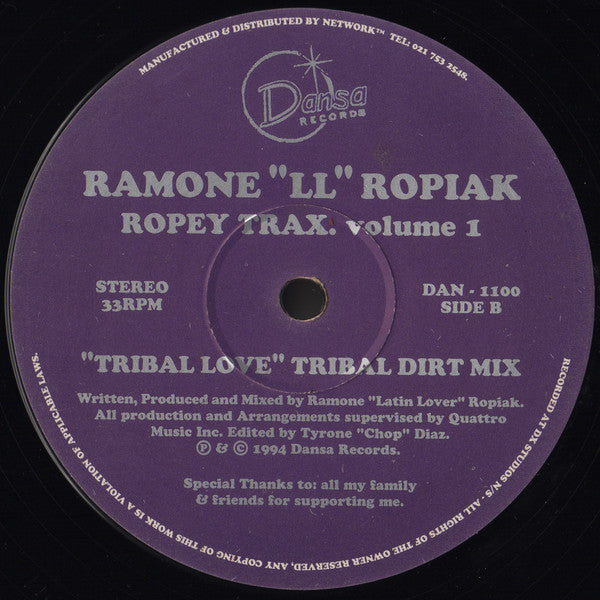 MANUFACTURED & DISTRIBUTED BY NETWORK™ TEL: 021 753 2548.
Dansa
RECORDS
RAMONE "LL" ROPIAK
ROPEY TRAX. volume 1
STEREO
33RPM
DAN - 1100
SIDE B
"TRIBAL LOVE" TRIBAL DIRT MIX
Written, Produced and Mixed by Ramone "Latin Lover" Ropiak.
All production and Arrangements supervised by Quattro
Music Inc. Edited by Tyrone "Chop" Diaz.
℗ & © 1994 Dansa Records.
Special Thanks to: all my family
& friends for supporting me.
RECORDED AT DX STUDIOS N/S - ALL RIGHTS OF THE OWNER RESERVED, ANY COPYING OF THIS WORK IS A VIOLATION OF APPLICABLE LAWS.